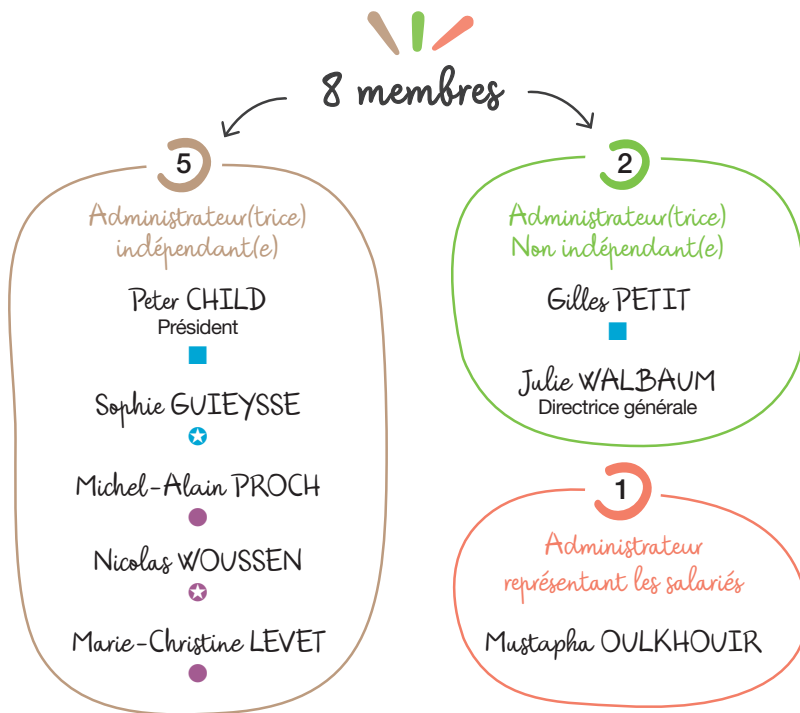 8 membres
5
Administrateur(trice)
indépendant(e)
Peter CHILD
Président
Sophie GUIEYSSE
Michel-Alain PROCH
Nicolas WOUSSEN
Marie-Christine LEVET
2
Administrateur(trice)
Non indépendant(e)
Gilles PETIT
Julie WALBAUM
Directrice générale
1
Administrateur
représentant les salariés
Mustapha OULKHOUIR